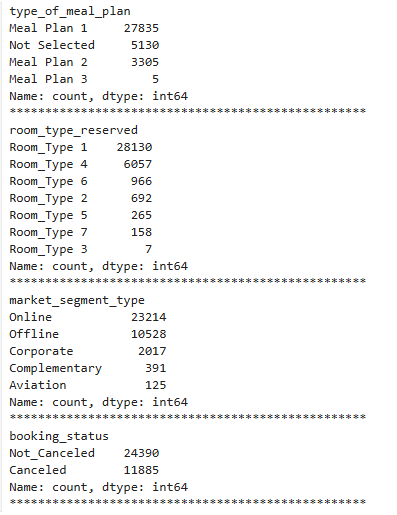 type_of_meal_plan
Meal Plan 1     27835
Not Selected     5130
Meal Plan 2      3305
Meal Plan 3         5
Name: count, dtype: int64
**************************************************
room_type_reserved
Room_Type 1    28130
Room_Type 4     6057
Room_Type 6      966
Room_Type 2      692
Room_Type 5      265
Room_Type 7      158
Room_Type 3        7
Name: count, dtype: int64
**************************************************
market_segment_type
Online           23214
Offline          10528
Corporate         2017
Complementary      391
Aviation           125
Name: count, dtype: int64
**************************************************
booking_status
Not_Canceled    24390
Canceled        11885
Name: count, dtype: int64
**************************************************